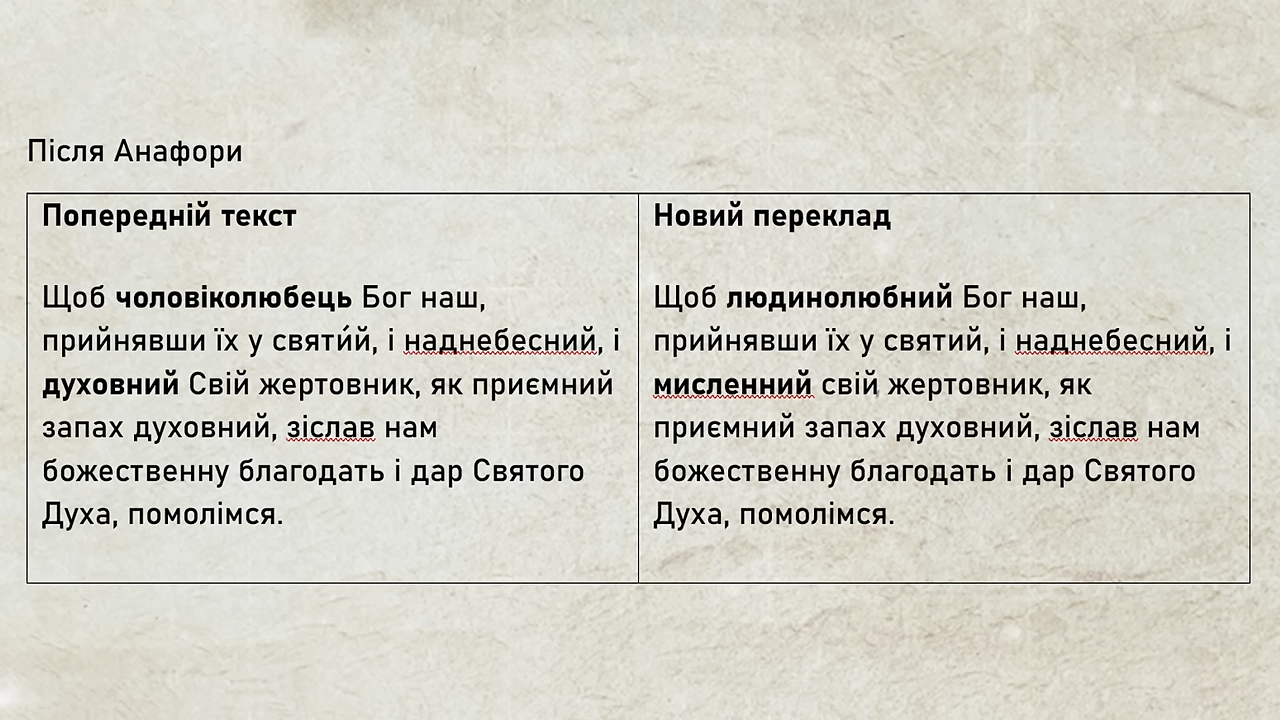 Після Анафори
Попередній текст
Щоб чоловіколюбець Бог наш,
прийнявши їх у святи́й, і наднебесний, і
духовний Свій жертовник, як приємний
запах духовний, зіслав нам
божественну благодать і дар Святого
Духа, помолімся.
Новий переклад
Щоб людинолюбний Бог наш,
прийнявши їх у святий, і наднебесний, і
мисленний свій жертовник, як
приємний запах духовний, зіслав нам
божественну благодать і дар Святого
Духа, помолімся.